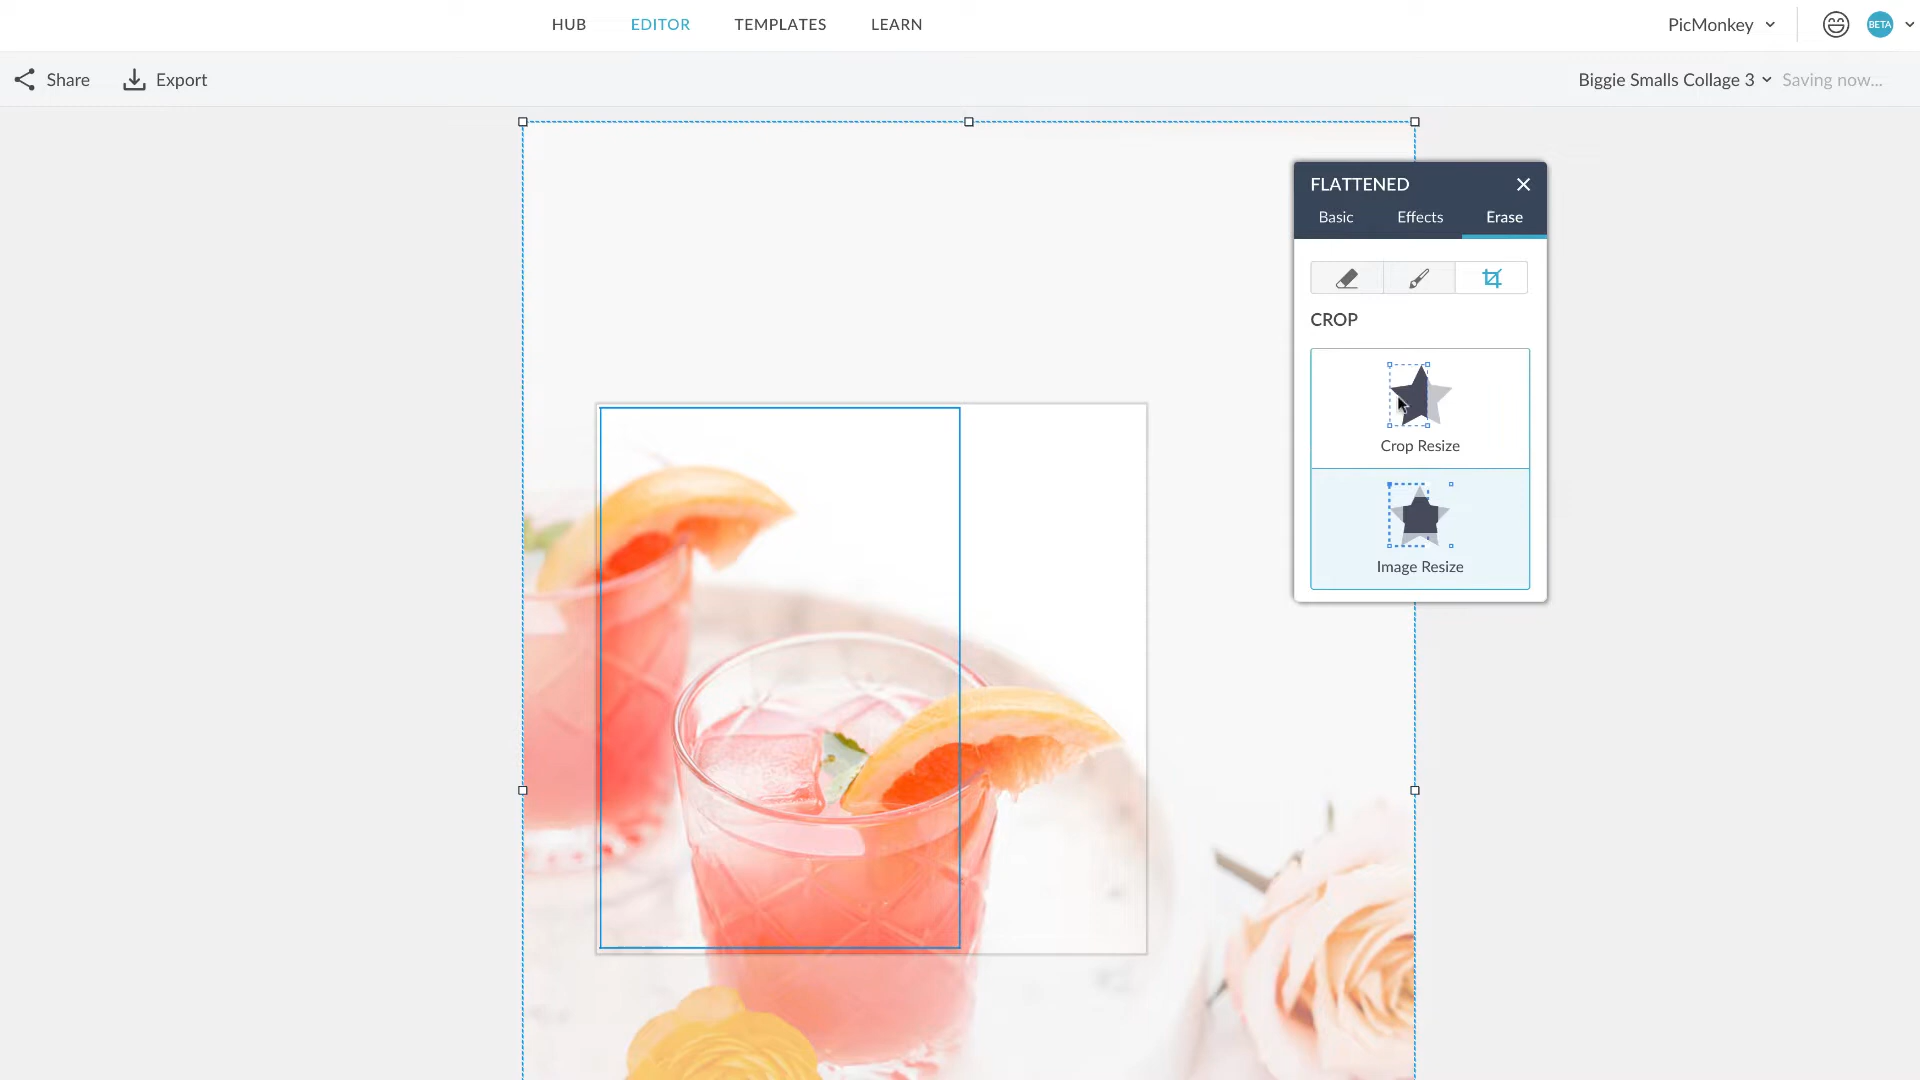 HUB EDITOR TEMPLATES LEARN PicMonkey BETA
Share Export Biggie Smalls Collage 3 Saving now...
FLATTENED
Basic Effects Erase
CROP
Crop Resize
Image Resize